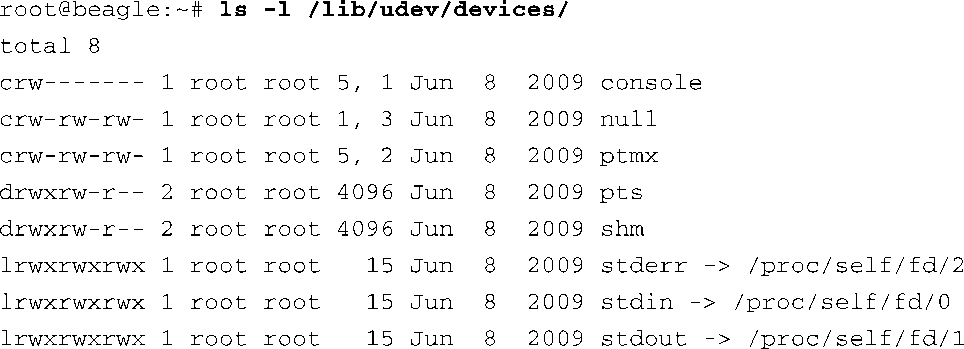 root@beagle:~# ls -l /lib/udev/devices/
total 8
crw------- 1 root root 5, 1 Jun  8  2009 console
crw-rw-rw- 1 root root 1, 3 Jun  8  2009 null
crw-rw-rw- 1 root root 5, 2 Jun  8  2009 ptmx
drwxrw-r-- 2 root root 4096 Jun  8  2009 pts
drwxrw-r-- 2 root root 4096 Jun  8  2009 shm
lrwxrwxrwx 1 root root   15 Jun  8  2009 stderr -> /proc/self/fd/2
lrwxrwxrwx 1 root root   15 Jun  8  2009 stdin -> /proc/self/fd/0
lrwxrwxrwx 1 root root   15 Jun  8  2009 stdout -> /proc/self/fd/1